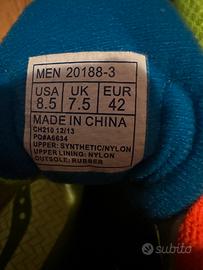 MEN 20188-3
USA UK EUR
8.5 7.5 42
MADE IN CHINA
CH210 12/13
PO#A6634
UPPER: SYNTHETIC/NYLON
UPPER LINING: NYLON
OUTSOLE: RUBBER
subito